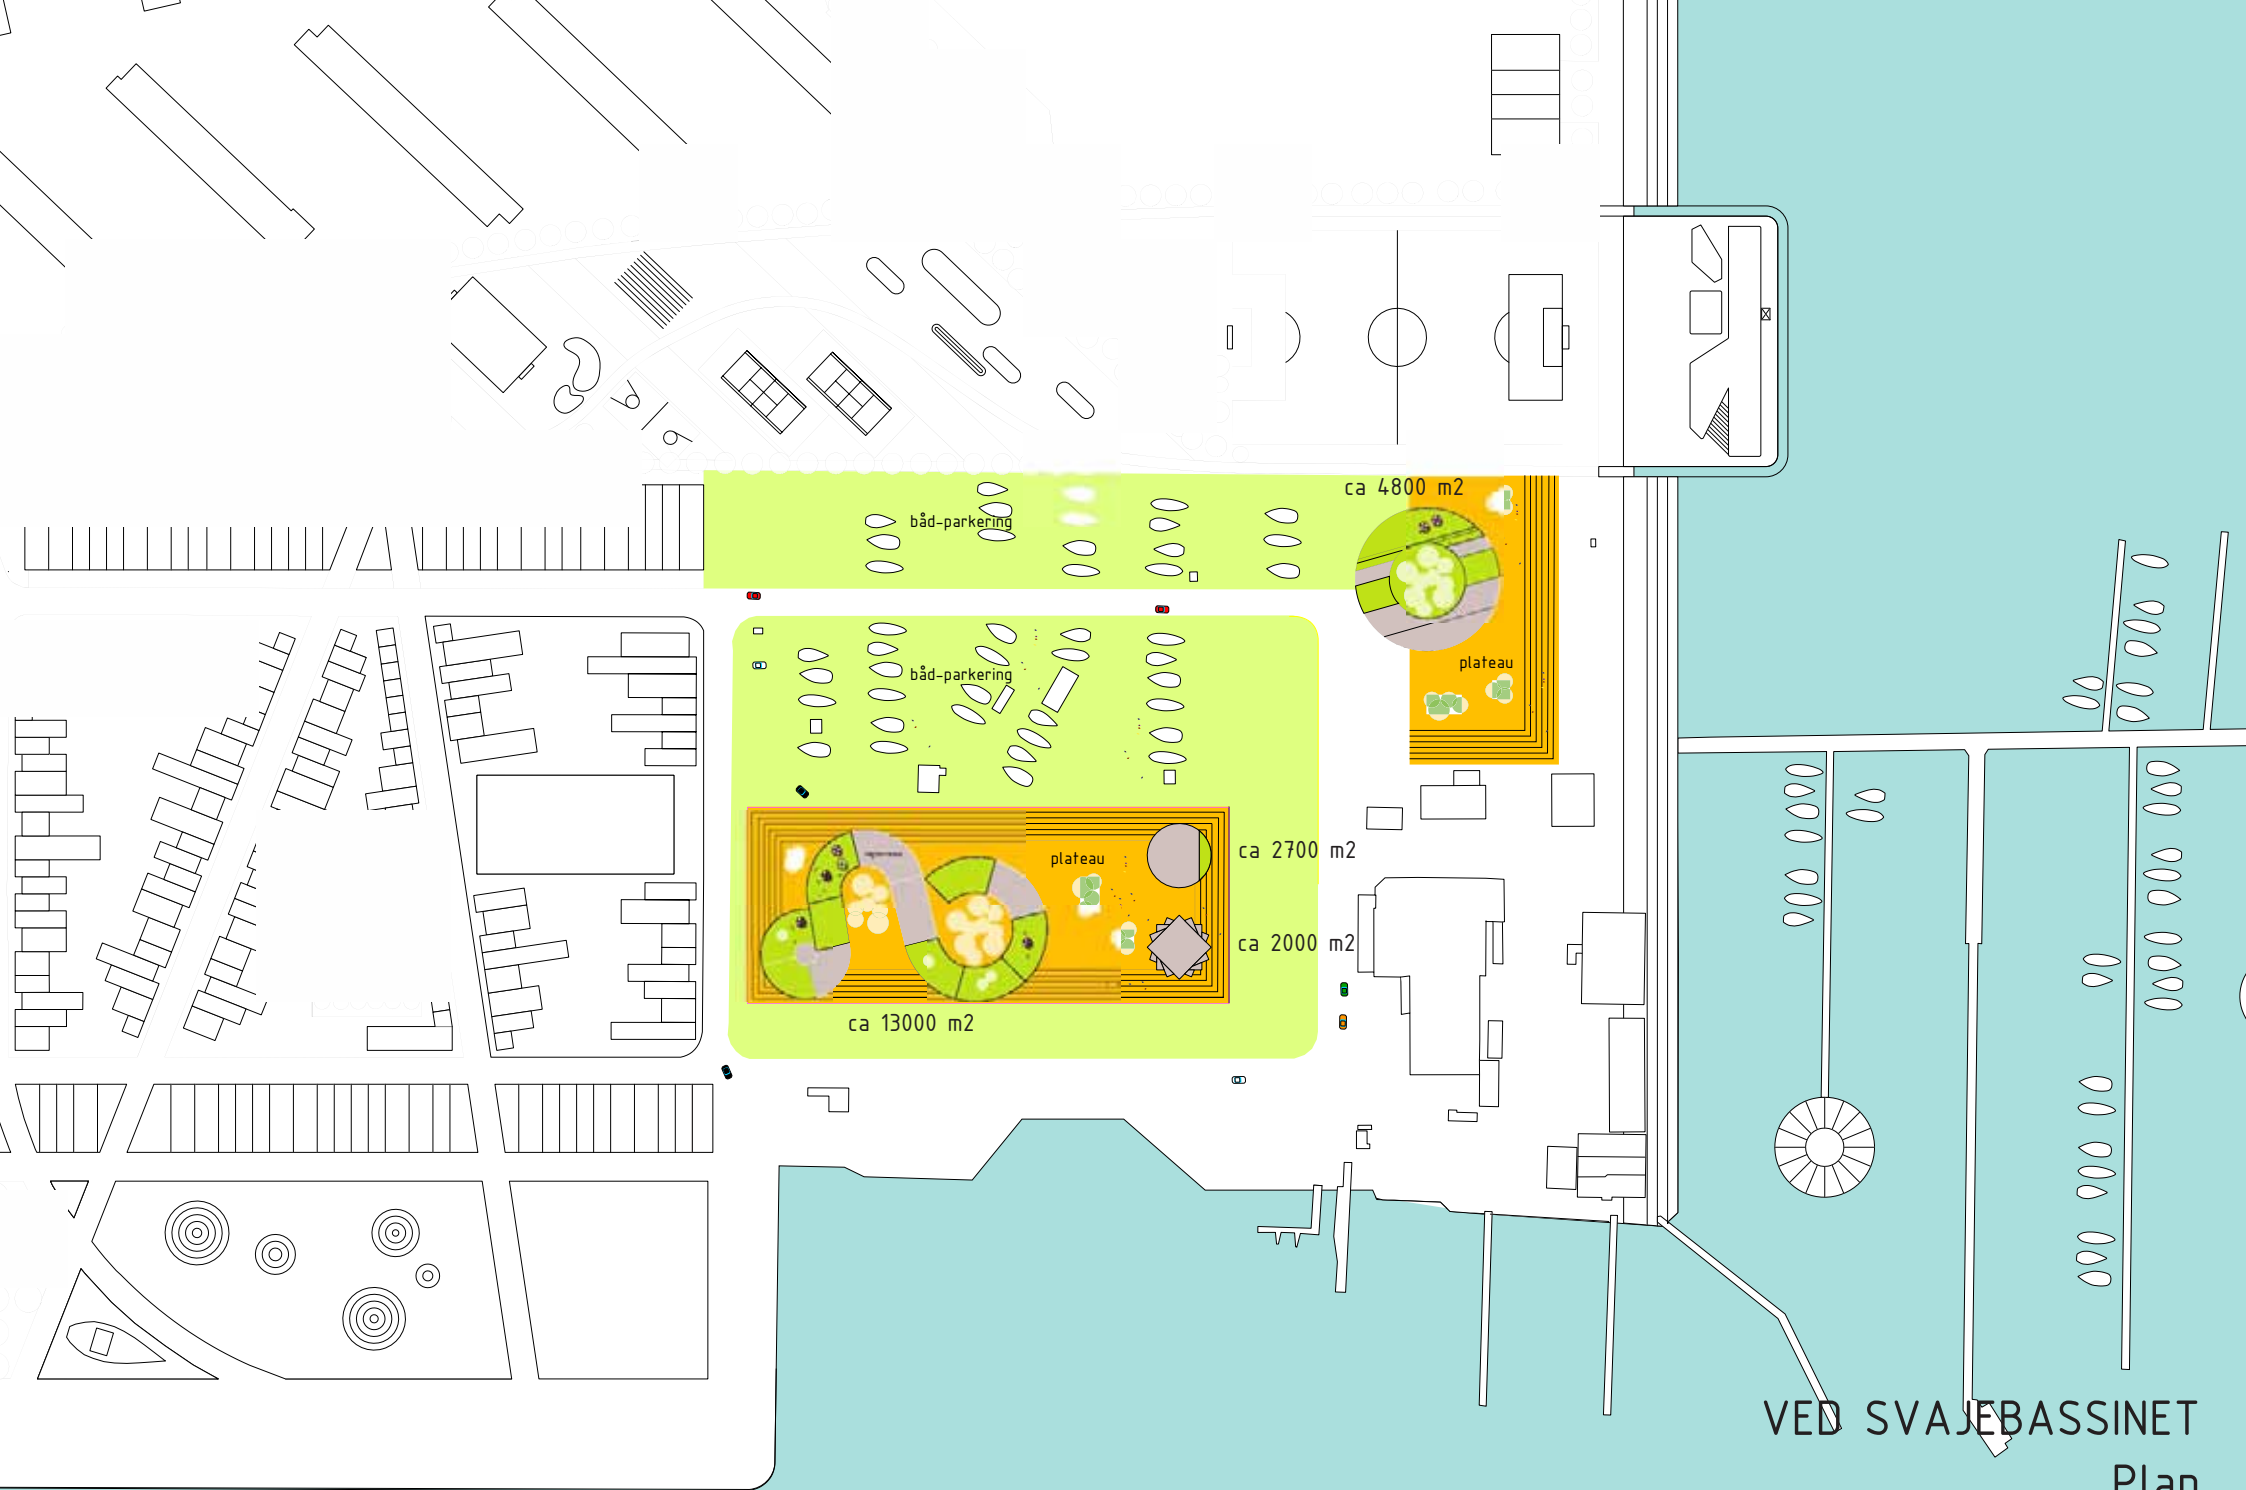 ca 4800 m2
båd-parkering
plateau
båd-parkering
ca 2700 m2
plateau
ca 2000 m2
ca 13000 m2
VED SVAJEBASSINET
Plan